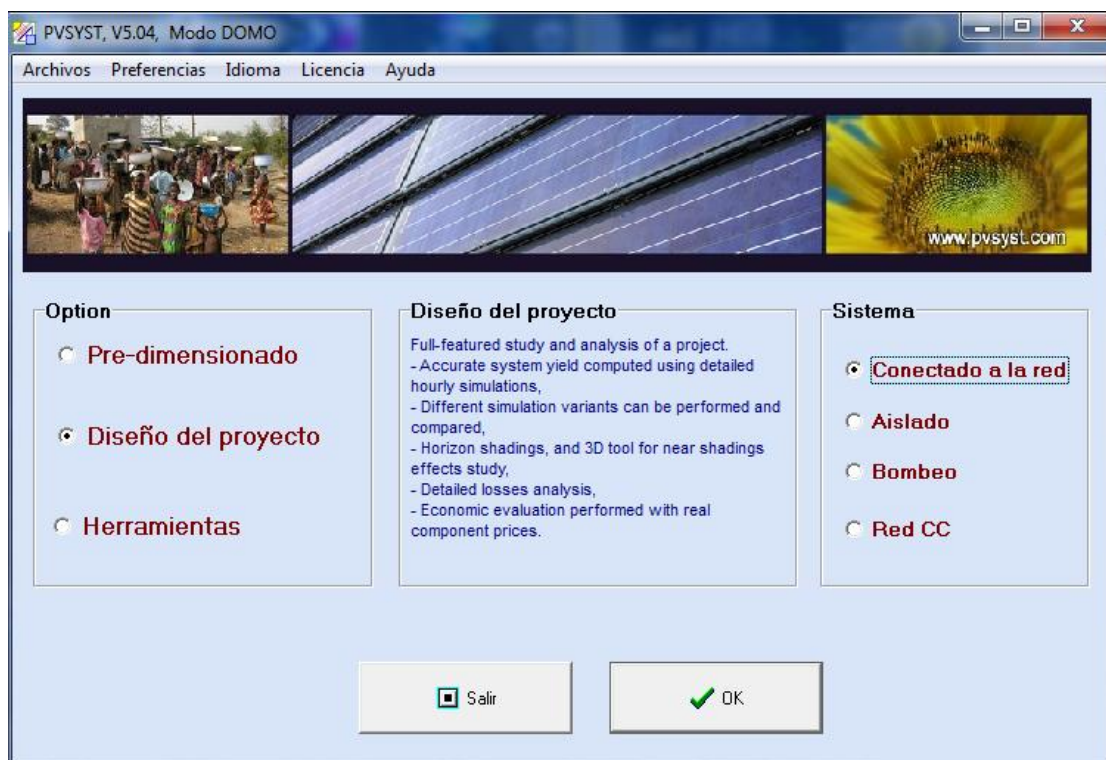 PVSYST, V5.04, Modo DOMO
Archivos Preferencias Idioma Licencia Ayuda
www.pvsyst.com
Option
Pre-dimensionado
Diseño del proyecto
Herramientas
Diseño del proyecto
Full-featured study and analysis of a project.
- Accurate system yield computed using detailed
hourly simulations,
- Different simulation variants can be performed and
compared,
- Horizon shadings, and 3D tool for near shadings
effects study,
- Detailed losses analysis,
- Economic evaluation performed with real
component prices.
Sistema
Conectado a la red
Aislado
Bombeo
Red CC
Salir
OK